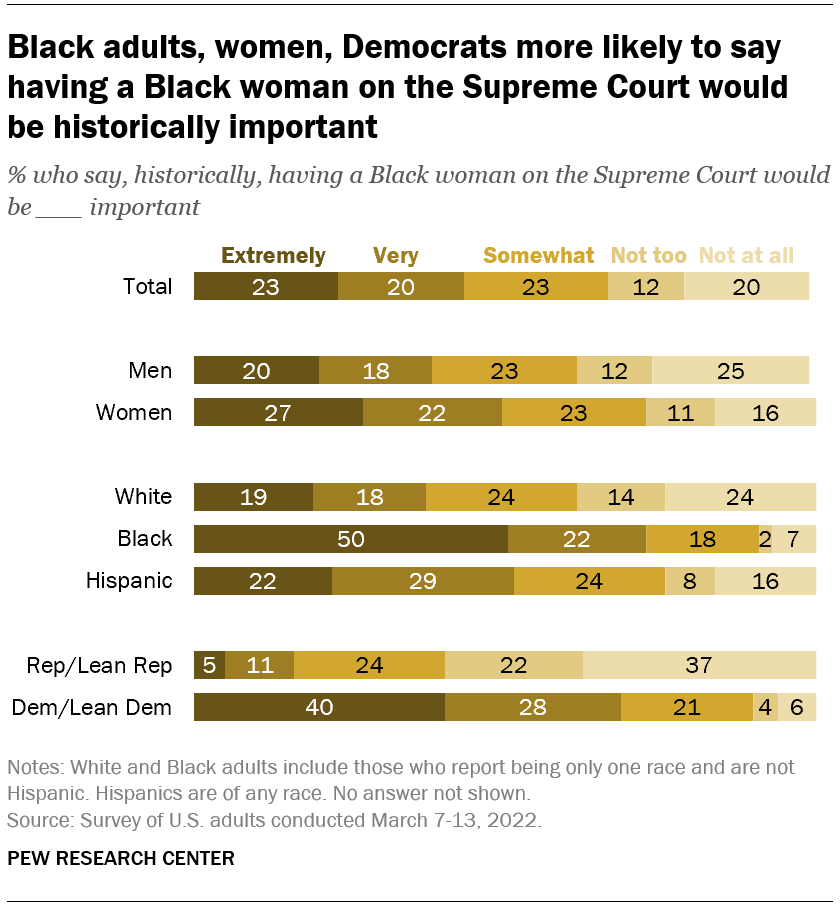 Black adults, women, Democrats more likely to say
having a Black woman on the Supreme Court would
be historically important
% who say, historically, having a Black woman on the Supreme Court would
be ___ important
Extremely Very Somewhat Not too Not at all
Total 23 20 23 12 20
Men 20 18 23 12 25
Women 27 22 23 11 16
White 19 18 24 14 24
Black 50 22 18 2 7
Hispanic 22 29 24 8 16
Rep/Lean Rep 5 11 24 22 37
Dem/Lean Dem 40 28 21 4 6
Notes: White and Black adults include those who report being only one race and are not
Hispanic. Hispanics are of any race. No answer not shown.
Source: Survey of U.S. adults conducted March 7-13, 2022.
PEW RESEARCH CENTER